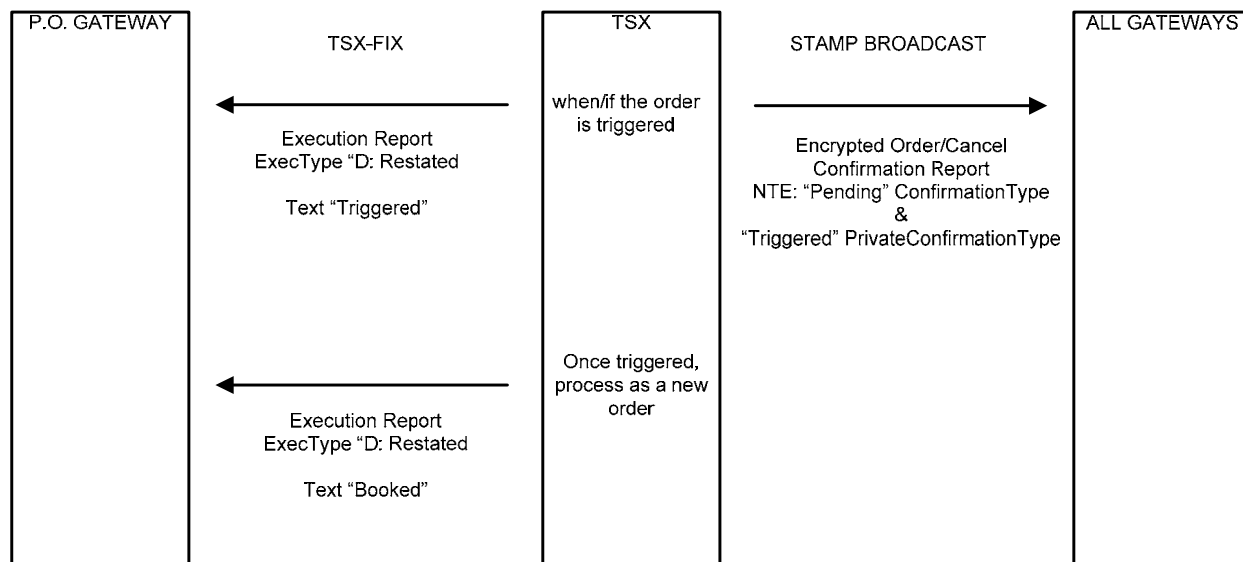 P.O. GATEWAY
TSX
ALL GATEWAYS
TSX-FIX
STAMP BROADCAST
when/if the order
is triggered
Execution Report
ExecType “D: Restated
Text “Triggered”
Encrypted Order/Cancel
Confirmation Report
NTE: “Pending” ConfirmationType
&
“Triggered” PrivateConfirmationType
Once triggered,
process as a new
order
Execution Report
ExecType “D: Restated
Text “Booked”